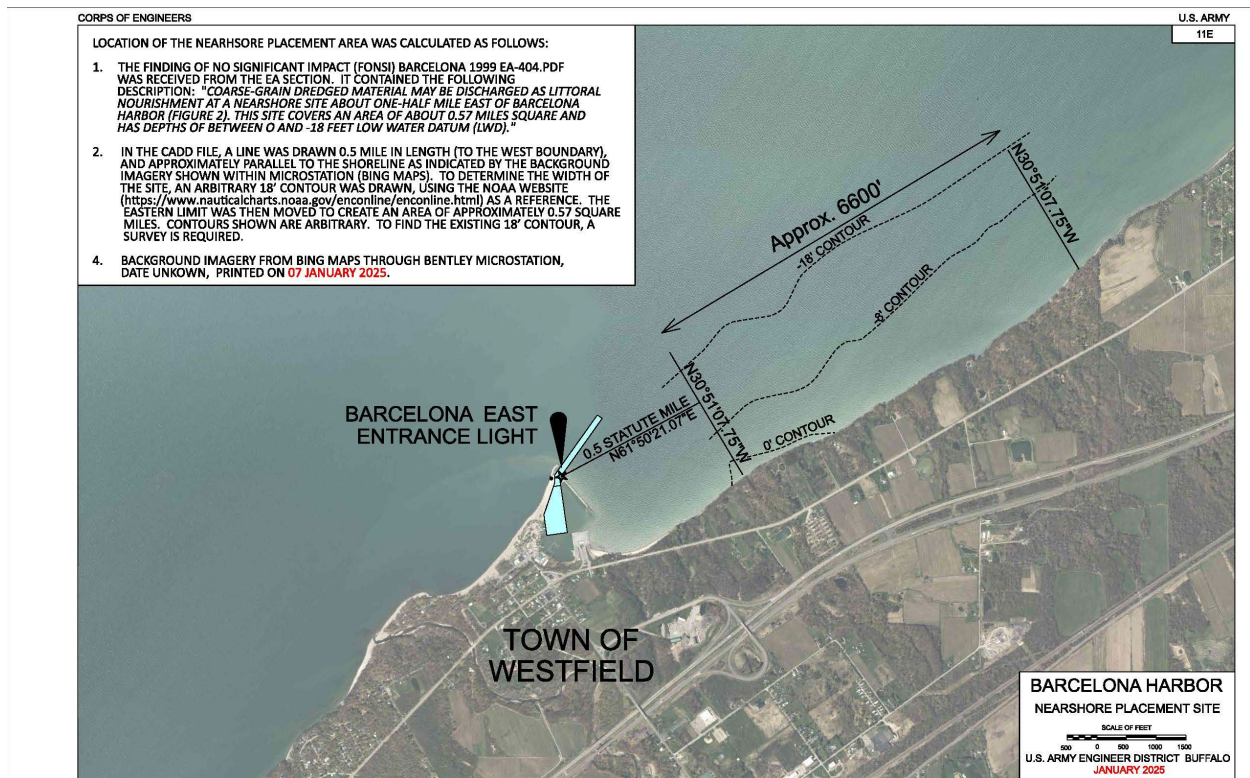 CORPS OF ENGINEERS
U.S. ARMY
11E
LOCATION OF THE NEARHSORE PLACEMENT AREA WAS CALCULATED AS FOLLOWS:
1. THE FINDING OF NO SIGNIFICANT IMPACT (FONSI) BARCELONA 1999 EA-404.PDF
WAS RECEIVED FROM THE EA SECTION. IT CONTAINED THE FOLLOWING
DESCRIPTION: "COARSE-GRAIN DREDGED MATERIAL MAY BE DISCHARGED AS LITTORAL
NOURISHMENT AT A NEARSHORE SITE ABOUT ONE-HALF MILE EAST OF BARCELONA
HARBOR (FIGURE 2). THIS SITE COVERS AN AREA OF ABOUT 0.57 MILES SQUARE AND
HAS DEPTHS OF BETWEEN O AND -18 FEET LOW WATER DATUM (LWD)."
2. IN THE CADD FILE, A LINE WAS DRAWN 0.5 MILE IN LENGTH (TO THE WEST BOUNDARY),
AND APPROXIMATELY PARALLEL TO THE SHORELINE AS INDICATED BY THE BACKGROUND
IMAGERY SHOWN WITHIN MICROSTATION (BING MAPS). TO DETERMINE THE WIDTH OF
THE SITE, AN ARBITRARY 18' CONTOUR WAS DRAWN, USING THE NOAA WEBSITE
(https://www.nauticalcharts.noaa.gov/enconline/enconline.html) AS A REFERENCE. THE
EASTERN LIMIT WAS THEN MOVED TO CREATE AN AREA OF APPROXIMATELY 0.57 SQUARE
MILES. CONTOURS SHOWN ARE ARBITRARY. TO FIND THE EXISTING 18' CONTOUR, A
SURVEY IS REQUIRED.
4. BACKGROUND IMAGERY FROM BING MAPS THROUGH BENTLEY MICROSTATION,
DATE UNKOWN, PRINTED ON 07 JANUARY 2025.
Approx. 6600'
N30°51'07.75"W
-18' CONTOUR
-8' CONTOUR
N30°51'07.75"W
0.5 STATUTE MILE
N61°50'21.07"E
0' CONTOUR
BARCELONA EAST
ENTRANCE LIGHT
TOWN OF
WESTFIELD
BARCELONA HARBOR
NEARSHORE PLACEMENT SITE
SCALE OF FEET
500 0 500 1000 1500
U.S. ARMY ENGINEER DISTRICT BUFFALO
JANUARY 2025